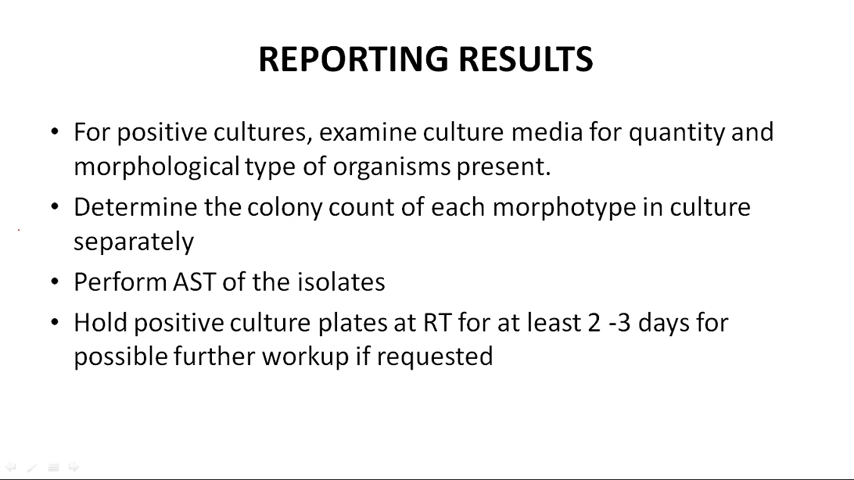 REPORTING RESULTS
• For positive cultures, examine culture media for quantity and
morphological type of organisms present.
• Determine the colony count of each morphotype in culture
separately
• Perform AST of the isolates
• Hold positive culture plates at RT for at least 2 -3 days for
possible further workup if requested